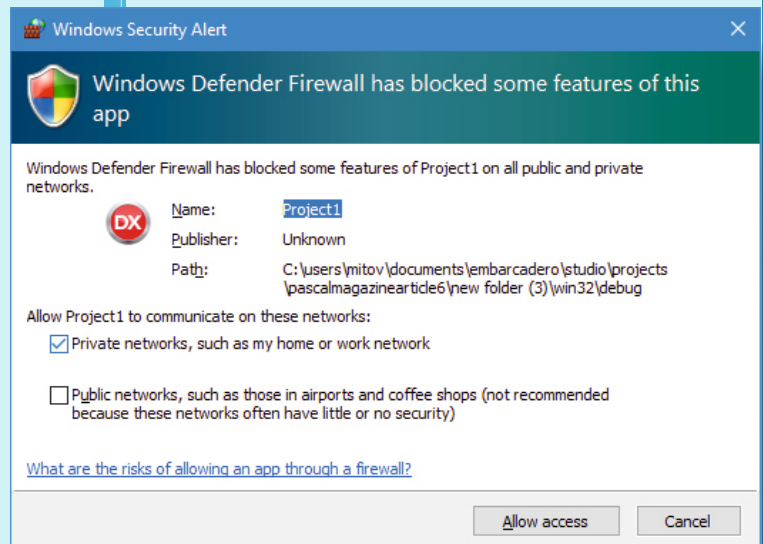 Windows Security Alert
Windows Defender Firewall has blocked some features of this
app
Windows Defender Firewall has blocked some features of Project1 on all public and private
networks.
DX
Name: Project1
Publisher: Unknown
Path: C:\users\mitov\documents\embarcadero\studio\projects
\pascalmagazinearticle6\new folder (3)\win32\debug
Allow Project1 to communicate on these networks:
Private networks, such as my home or work network
Public networks, such as those in airports and coffee shops (not recommended
because these networks often have little or no security)
What are the risks of allowing an app through a firewall?
Allow access Cancel